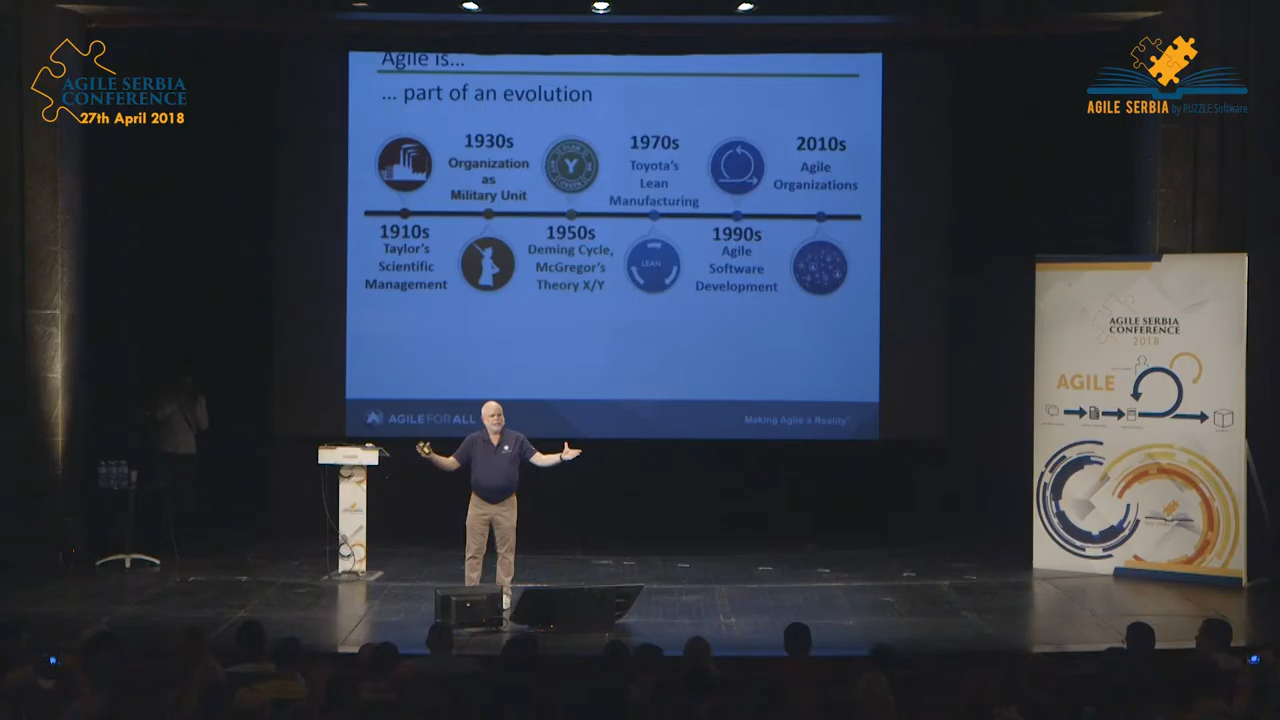 AGILE SERBIA
CONFERENCE
27th April 2018
AGILE SERBIA by PUZZLE Software
Agile is...
... part of an evolution
1930s
Organization
as
Military Unit
1970s
Toyota's
Lean
Manufacturing
2010s
Agile
Organizations
Y
1910s
Taylor's
Scientific
Management
1950s
Deming Cycle,
McGregor's
Theory X/Y
LEAN
1990s
Agile
Software
Development
AGILE FOR ALL
Making Agile a Reality
AGILE SERBIA
CONFERENCE
2018
AGILE